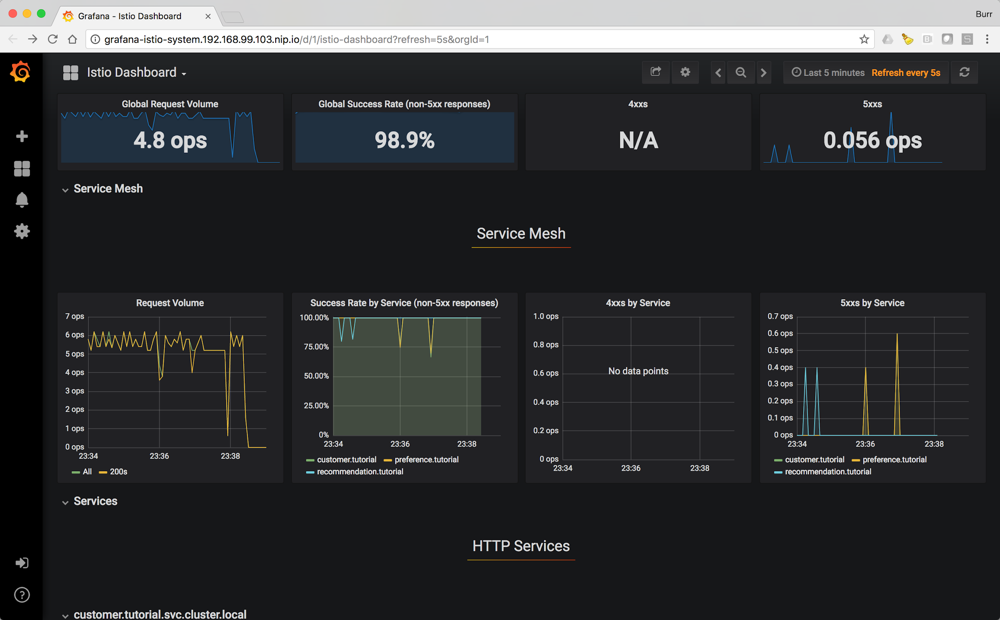 Grafana - Istio Dashboard
Burr
grafana-istio-system.192.168.99.103.nip.io/d/1/istio-dashboard?refresh=5s&orgId=1
Istio Dashboard
Last 5 minutes Refresh every 5s
Global Request Volume
4.8 ops
Global Success Rate (non-5xx responses)
98.9%
4xxs
N/A
5xxs
0.056 ops
Service Mesh
Service Mesh
Request Volume
7 ops
6 ops
5 ops
4 ops
3 ops
2 ops
1 ops
0 ops
23:34 23:36 23:38
All 200s
Success Rate by Service (non-5xx responses)
100.00%
75.00%
50.00%
25.00%
0%
23:34 23:36 23:38
customer.tutorial preference.tutorial
recommendation.tutorial
4xxs by Service
1.0 ops
0.8 ops
0.6 ops
0.4 ops
0.2 ops
0 ops
No data points
23:34 23:36 23:38
5xxs by Service
0.7 ops
0.6 ops
0.5 ops
0.4 ops
0.3 ops
0.2 ops
0.1 ops
0 ops
23:34 23:36 23:38
customer.tutorial preference.tutorial
recommendation.tutorial
Services
HTTP Services
customer.tutorial.svc.cluster.local